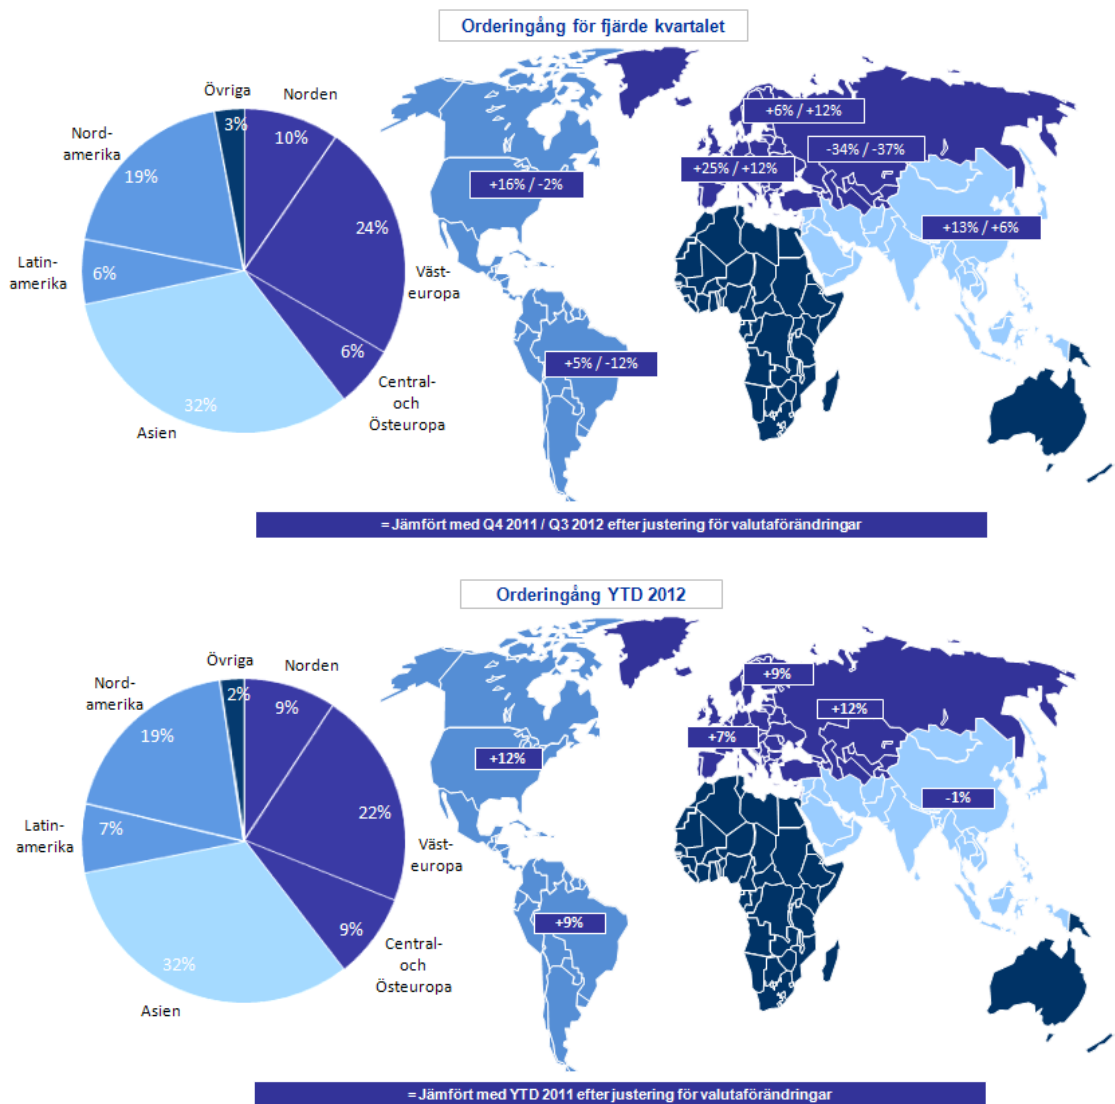 Orderingång för fjärde kvartalet
Övriga
Norden
3%
10%
Nord-
amerika
19%
24%
Väst-
europa
Latin-
amerika
6%
6%
Central-
och
Östeuropa
32%
Asien
+6% / +12%
-34% / -37%
+25% / +12%
+16% / -2%
+13% / +6%
+5% / -12%
= Jämfört med Q4 2011 / Q3 2012 efter justering för valutaförändringar
Orderingång YTD 2012
Övriga
Norden
2%
9%
Nord-
amerika
19%
22%
Väst-
europa
Latin-
amerika
7%
9%
Central-
och
Östeuropa
32%
Asien
+9%
+12%
+7%
+12%
-1%
+9%
= Jämfört med YTD 2011 efter justering för valutaförändringar